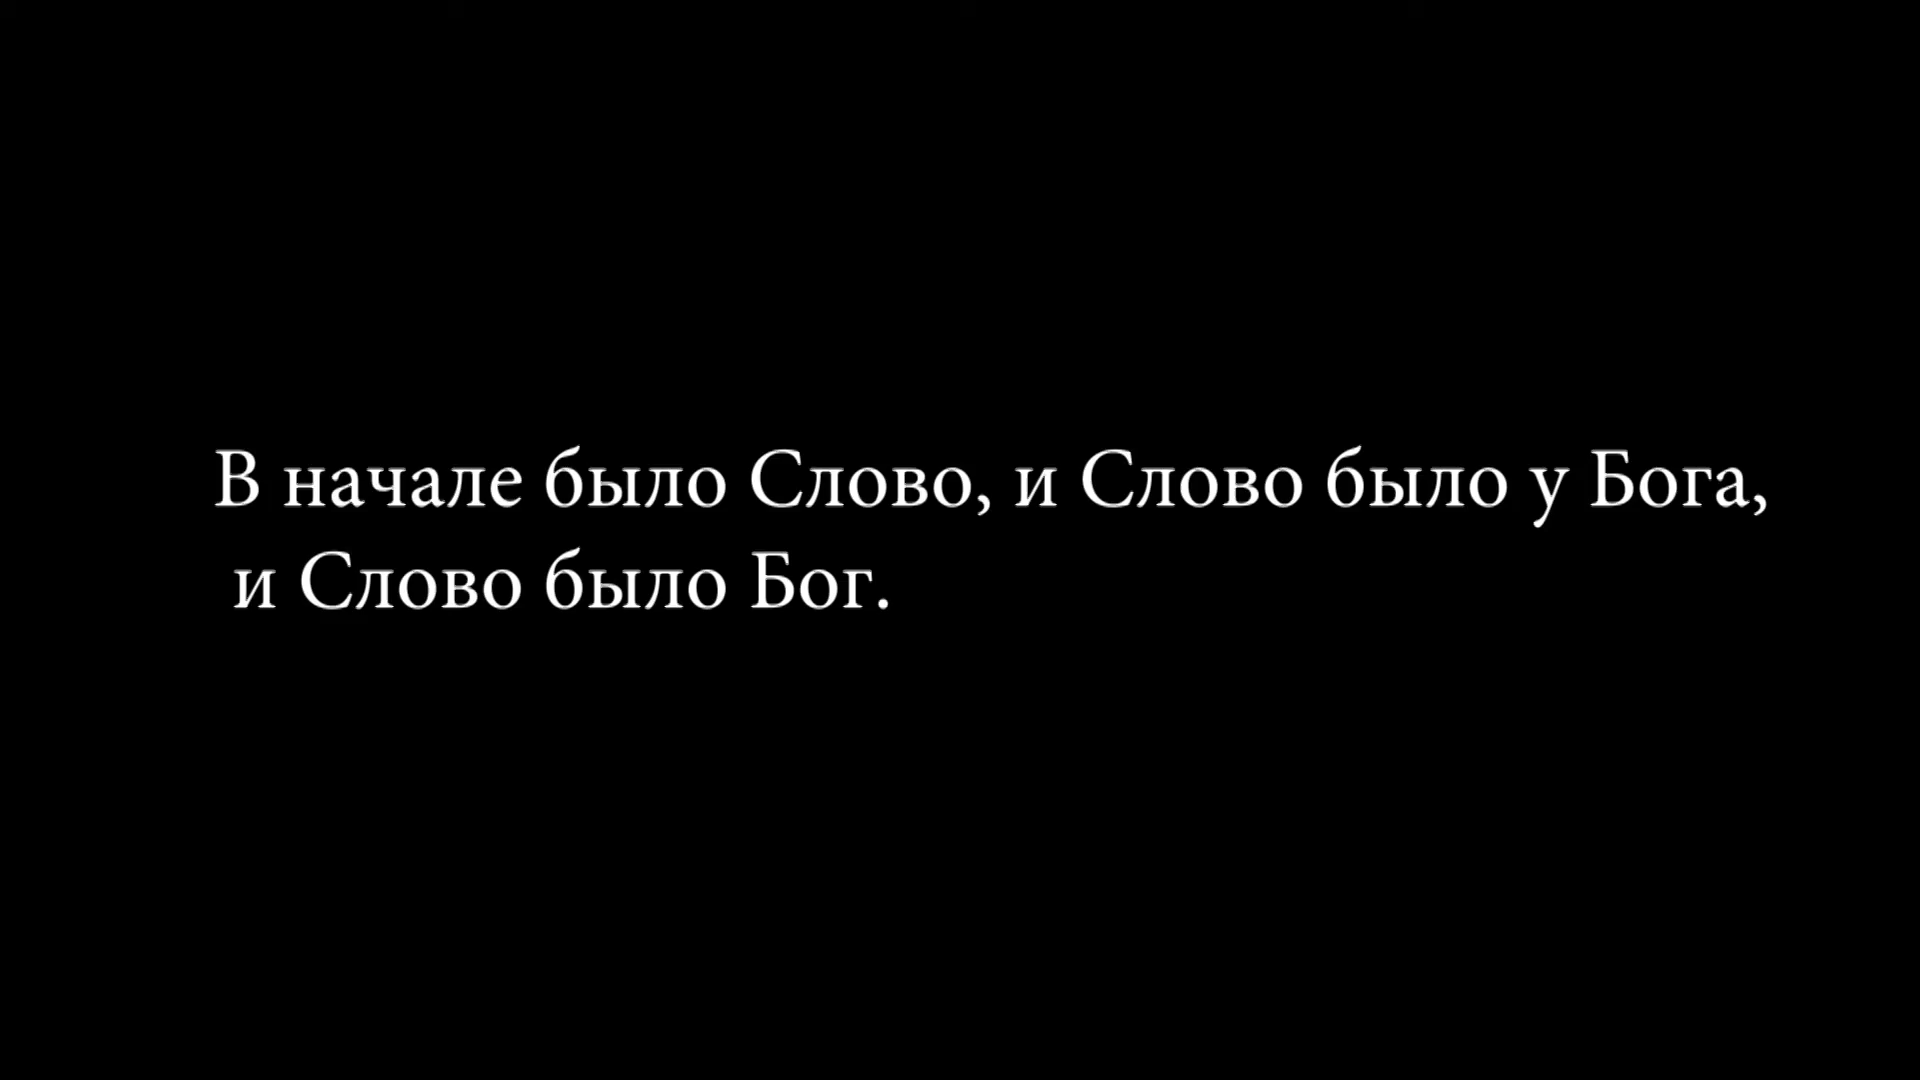 В начале было Слово, и Слово было у Бога,
и Слово было Бог.